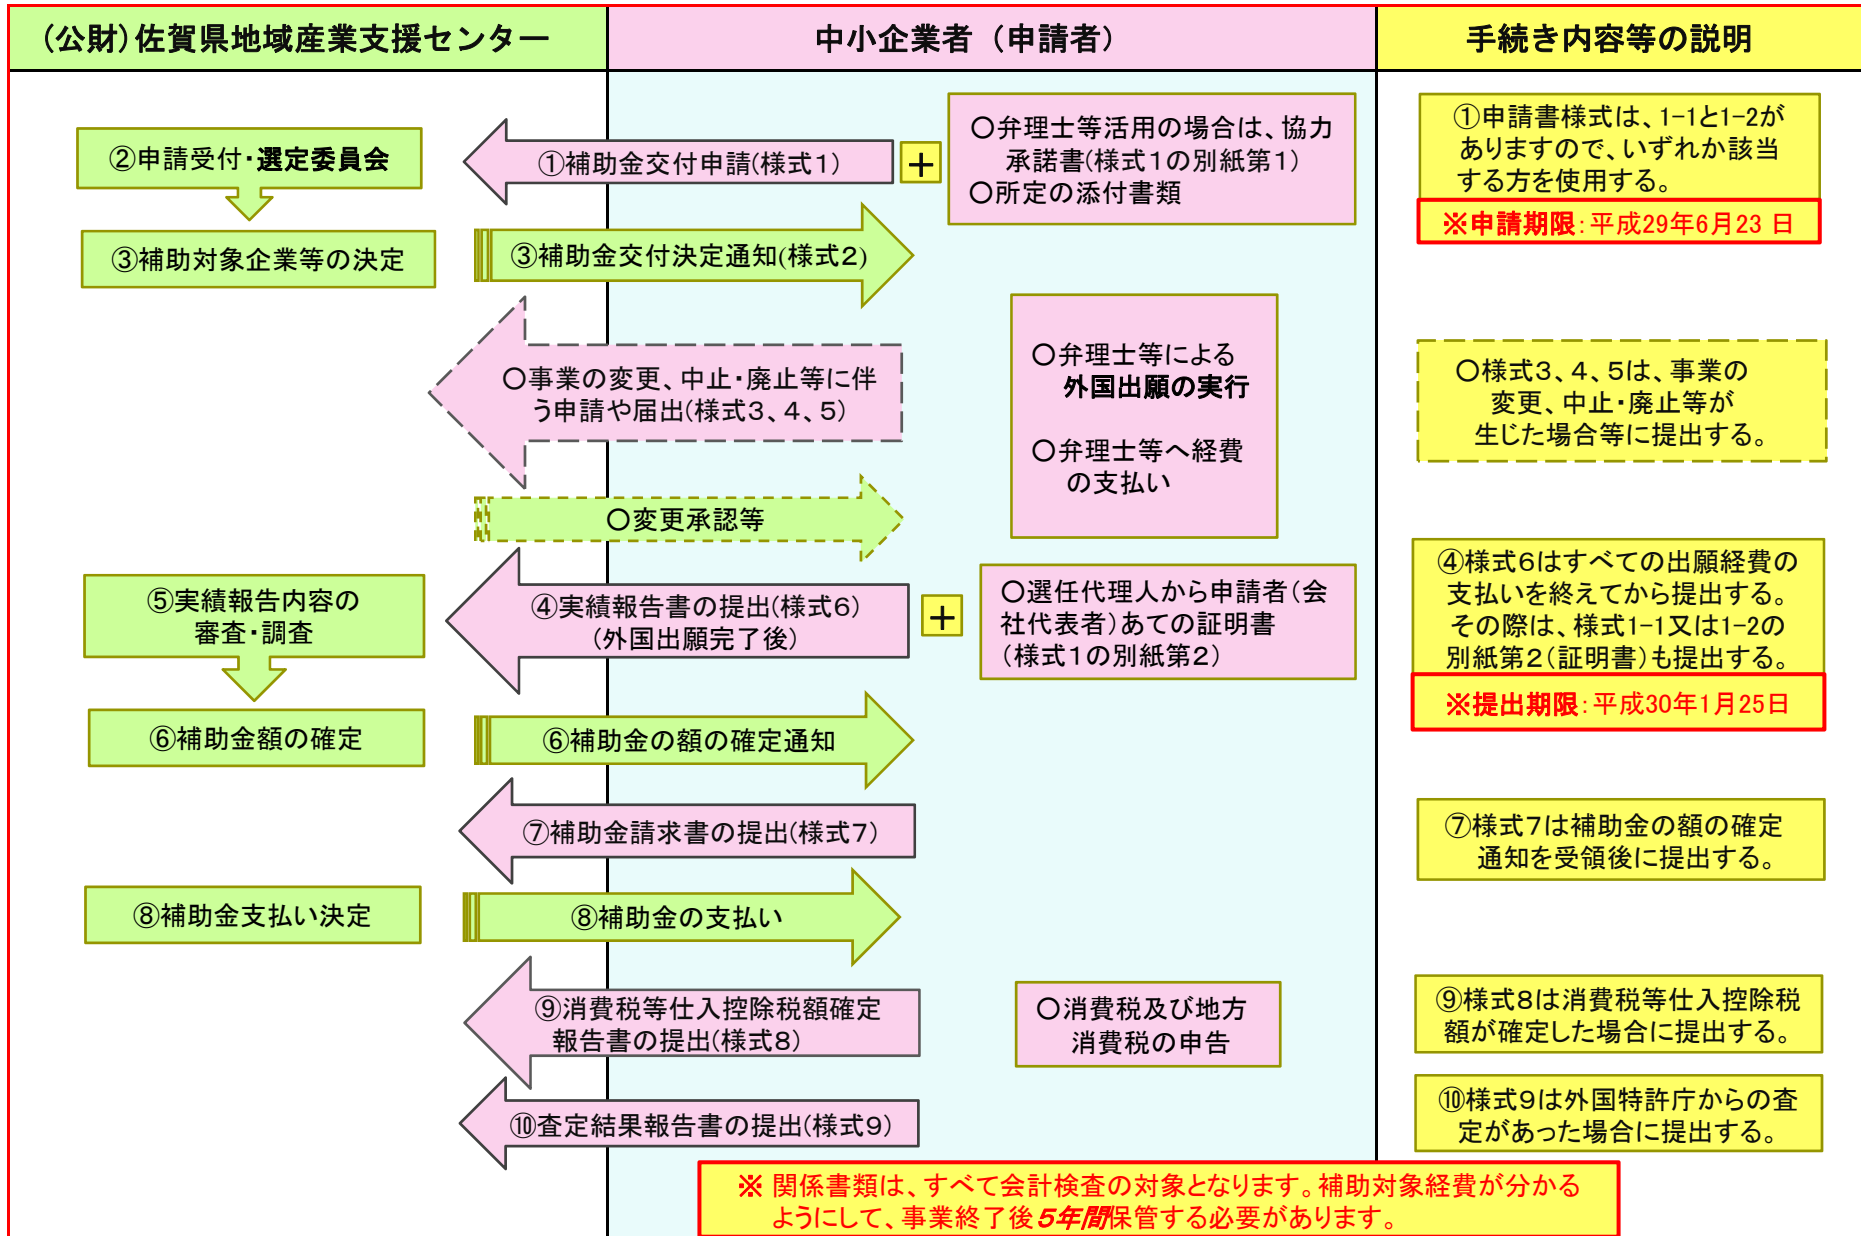 (公財)佐賀県地域産業支援センター
中小企業者（申請者）
手続き内容等の説明
②申請受付・選定委員会
①補助金交付申請(様式1)
＋
○弁理士等活用の場合は、協力
承諾書(様式1の別紙第1)
○所定の添付書類
①申請書様式は、1-1と1-2が
ありますので、いずれか該当
する方を使用する。
※申請期限：平成29年6月23 日
③補助対象企業等の決定
③補助金交付決定通知(様式2)
○事業の変更、中止・廃止等に伴
う申請や届出(様式3、4、5)
○弁理士等による
外国出願の実行
○弁理士等へ経費
の支払い
○様式3、4、5は、事業の
変更、中止・廃止等が
生じた場合等に提出する。
○変更承認等
⑤実績報告内容の
審査・調査
④実績報告書の提出(様式6)
(外国出願完了後)
＋
○選任代理人から申請者(会
社代表者)あての証明書
(様式1の別紙第2)
④様式6はすべての出願経費の
支払いを終えてから提出する。
その際は、様式1-1又は1-2の
別紙第2(証明書)も提出する。
※提出期限：平成30年1月25日
⑥補助金額の確定
⑥補助金の額の確定通知
⑦補助金請求書の提出(様式7)
⑦様式7は補助金の額の確定
通知を受領後に提出する。
⑧補助金支払い決定
⑧補助金の支払い
⑨消費税等仕入控除税額確定
報告書の提出(様式8)
○消費税及び地方
消費税の申告
⑨様式8は消費税等仕入控除税
額が確定した場合に提出する。
⑩査定結果報告書の提出(様式9)
⑩様式9は外国特許庁からの査
定があった場合に提出する。
※ 関係書類は、すべて会計検査の対象となります。補助対象経費が分かる
ようにして、事業終了後5年間保管する必要があります。